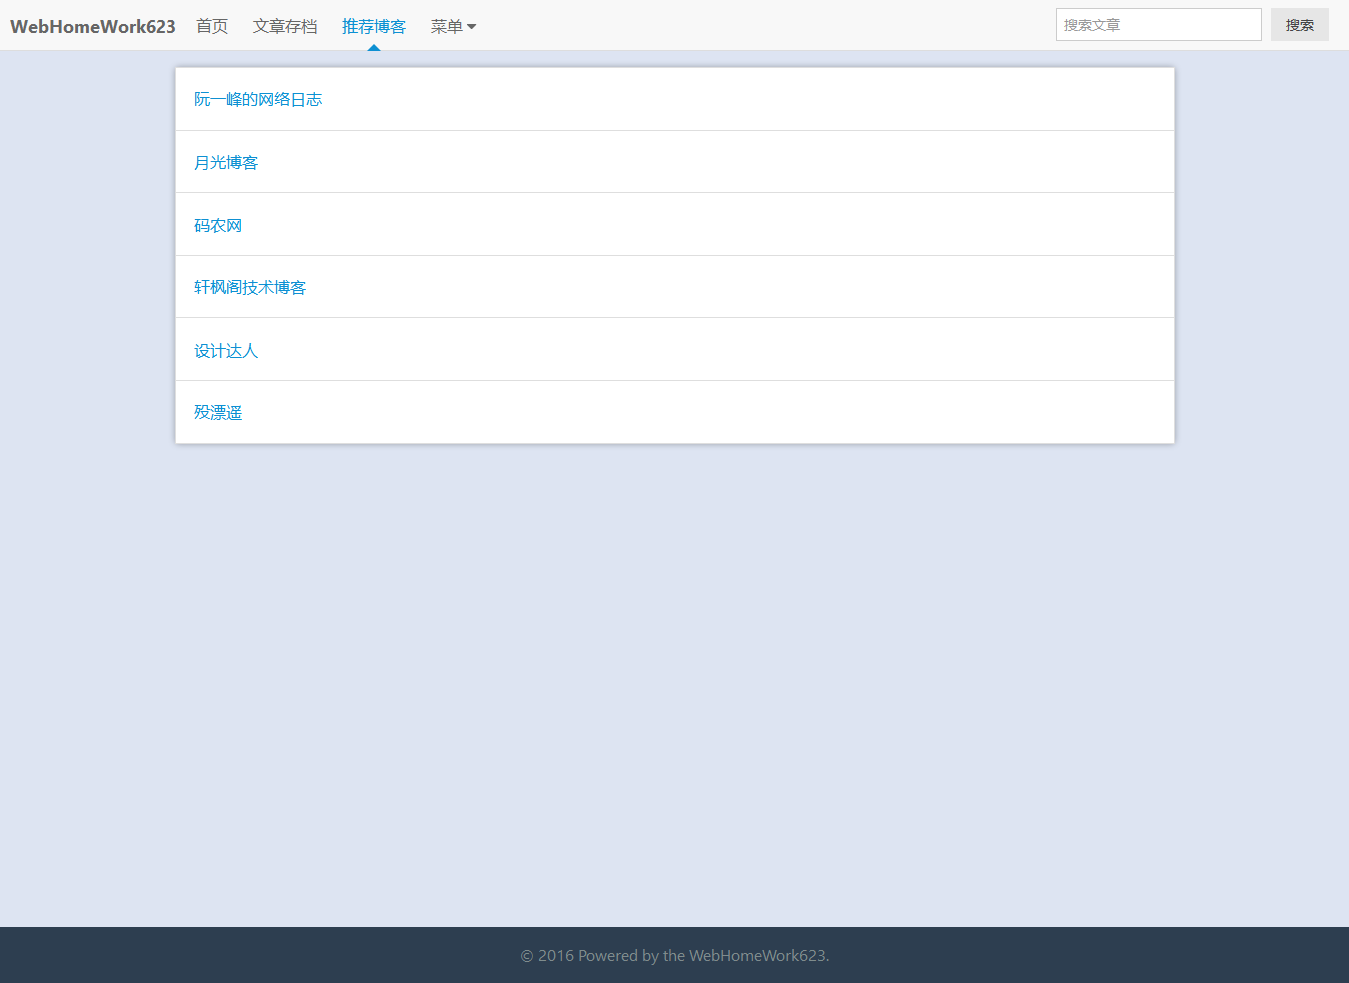 WebHomeWork623 首页 文章存档 推荐博客 菜单 搜索文章 搜索
阮一峰的网络日志
月光博客
码农网
轩枫阁技术博客
设计达人
殁漂遥
© 2016 Powered by the WebHomeWork623.